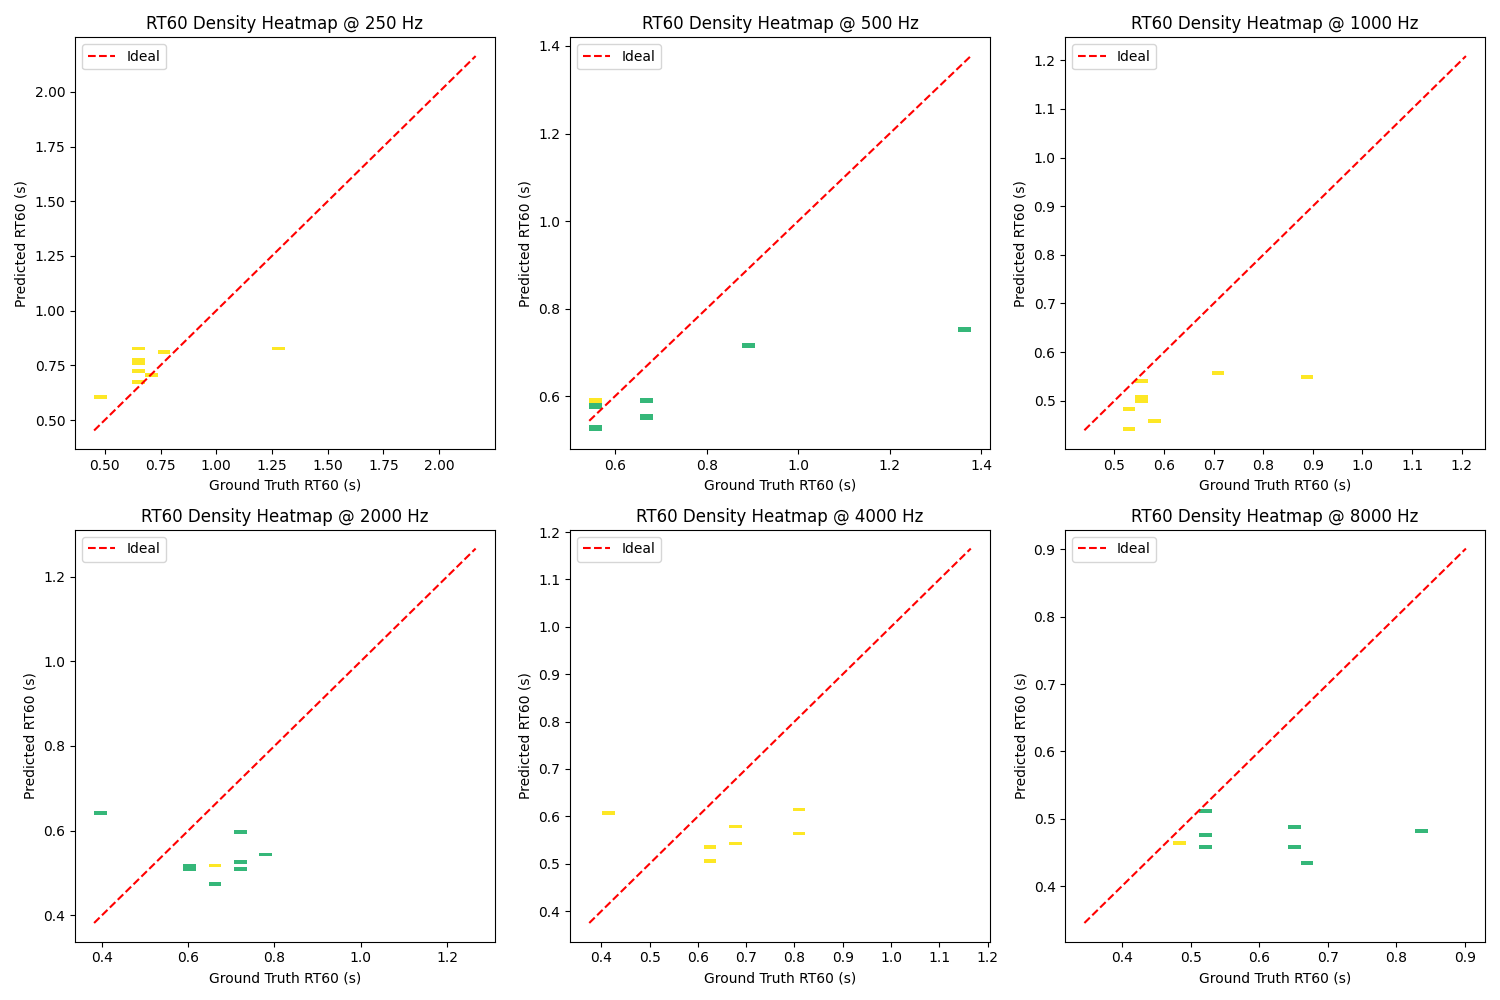 RT60 Density Heatmap @ 250 Hz
Ideal
2.00
1.75
1.50
1.25
1.00
0.75
0.50
Predicted RT60 (s)
0.50 0.75 1.00 1.25 1.50 1.75 2.00
Ground Truth RT60 (s)
RT60 Density Heatmap @ 500 Hz
Ideal
1.4
1.2
1.0
0.8
0.6
Predicted RT60 (s)
0.6 0.8 1.0 1.2 1.4
Ground Truth RT60 (s)
RT60 Density Heatmap @ 1000 Hz
Ideal
1.2
1.1
1.0
0.9
0.8
0.7
0.6
0.5
Predicted RT60 (s)
0.5 0.6 0.7 0.8 0.9 1.0 1.1 1.2
Ground Truth RT60 (s)
RT60 Density Heatmap @ 2000 Hz
Ideal
1.2
1.0
0.8
0.6
0.4
Predicted RT60 (s)
0.4 0.6 0.8 1.0 1.2
Ground Truth RT60 (s)
RT60 Density Heatmap @ 4000 Hz
Ideal
1.2
1.1
1.0
0.9
0.8
0.7
0.6
0.5
0.4
Predicted RT60 (s)
0.4 0.5 0.6 0.7 0.8 0.9 1.0 1.1 1.2
Ground Truth RT60 (s)
RT60 Density Heatmap @ 8000 Hz
Ideal
0.9
0.8
0.7
0.6
0.5
0.4
Predicted RT60 (s)
0.4 0.5 0.6 0.7 0.8 0.9
Ground Truth RT60 (s)